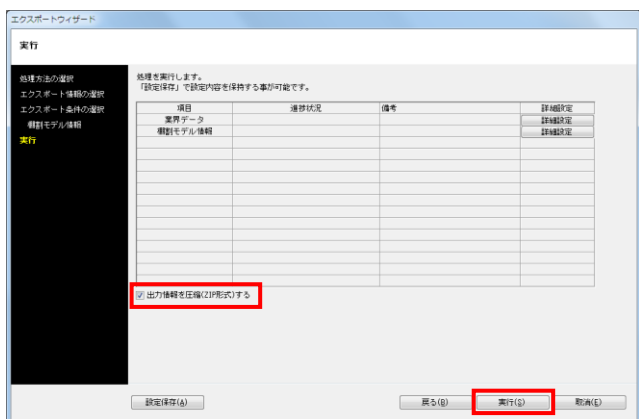 エクスポートウィザード
実行
処理方法の選択
エクスポート情報の選択
エクスポート条件の選択
棚割モデル情報
実行
処理を実行します。
「設定保存」で設定内容を保持する事が可能です。
項目 進捗状況 備考 詳細設定
業界データ 詳細設定
棚割モデル情報 詳細設定
出力情報を圧縮(ZIP形式)する
設定保存(A) 戻る(B) 実行(S) 取消(E)